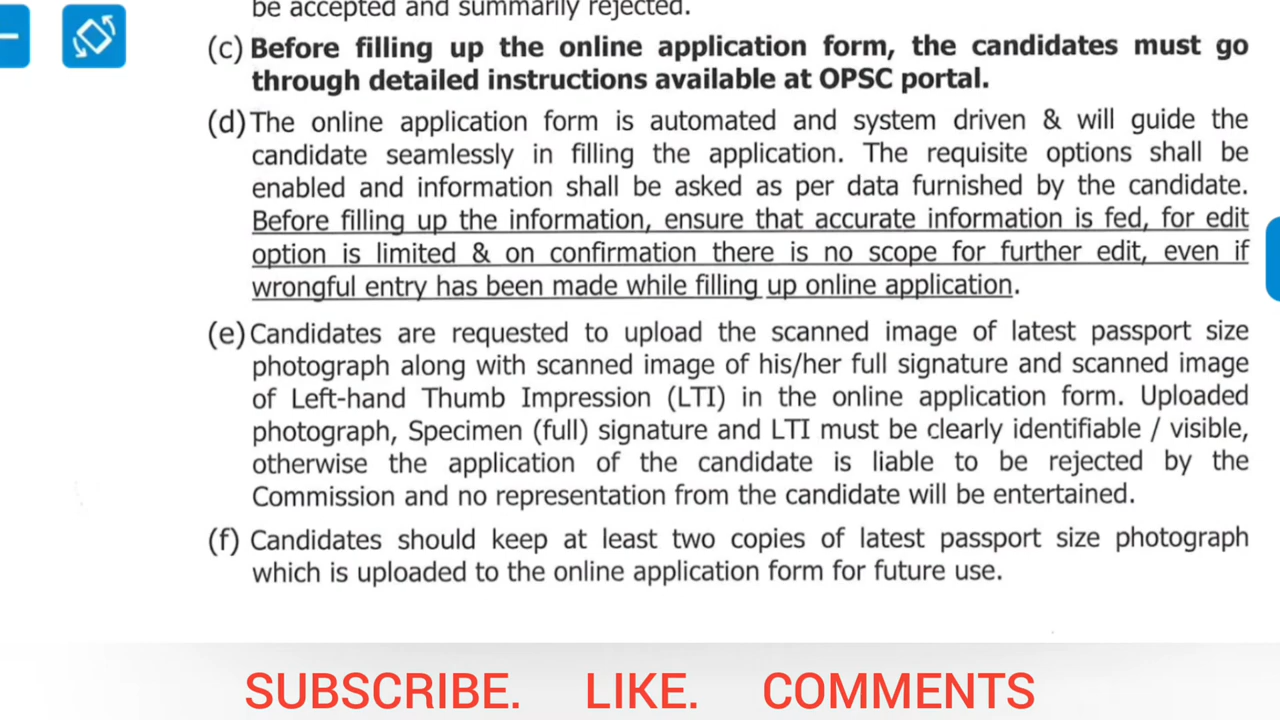 be accepted and summarily rejected.
(c) Before filling up the online application form, the candidates must go
through detailed instructions available at OPSC portal.
(d) The online application form is automated and system driven & will guide the
candidate seamlessly in filling the application. The requisite options shall be
enabled and information shall be asked as per data furnished by the candidate.
Before filling up the information, ensure that accurate information is fed, for edit
option is limited & on confirmation there is no scope for further edit, even if
wrongful entry has been made while filling up online application.
(e) Candidates are requested to upload the scanned image of latest passport size
photograph along with scanned image of his/her full signature and scanned image
of Left-hand Thumb Impression (LTI) in the online application form. Uploaded
photograph, Specimen (full) signature and LTI must be clearly identifiable / visible,
otherwise the application of the candidate is liable to be rejected by the
Commission and no representation from the candidate will be entertained.
(f) Candidates should keep at least two copies of latest passport size photograph
which is uploaded to the online application form for future use.
SUBSCRIBE. LIKE. COMMENTS